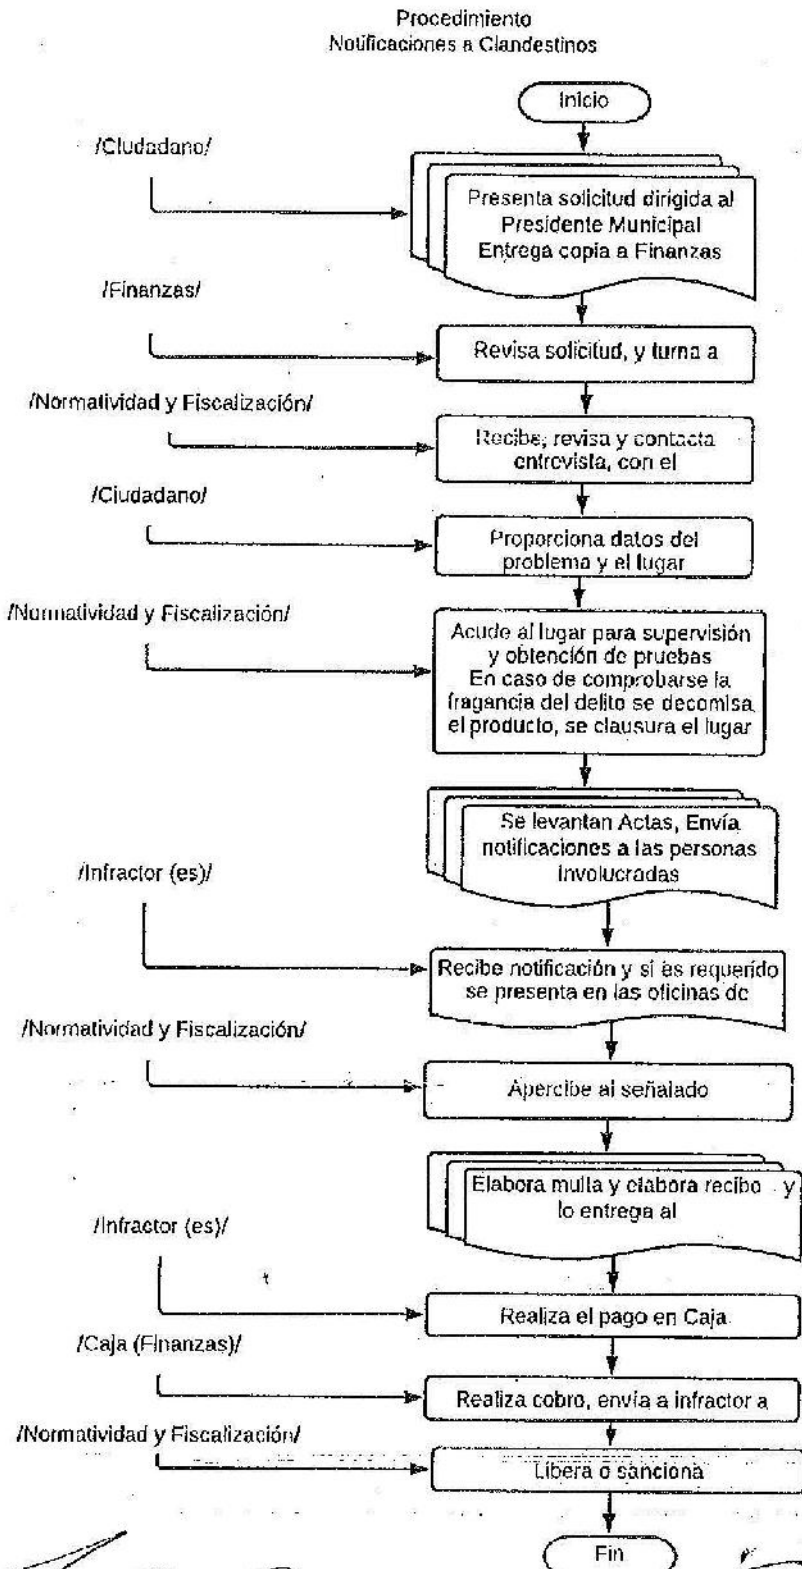 Procedimiento
Notificaciones a Clandestinos
Inicio
/Ciudadano/
Presenta solicitud dirigida al
Presidente Municipal
Entrega copia a Finanzas
/Finanzas/
Revisa solicitud, y turna a
/Normatividad y Fiscalización/
Recibe, revisa y contacta
entrevista, con el
/Ciudadano/
Proporciona datos del
problema y el lugar
/Normatividad y Fiscalización/
Acude al lugar para supervisión
y obtención de pruebas
En caso de comprobarse la
fragancia del delito se decomisa
el producto, se clausura el lugar
Se levantan Actas, Envía
notificaciones a las personas
involucradas
/Infractor (es)/
Recibe notificación y si es requerido
se presenta en las oficinas de
/Normatividad y Fiscalización/
Apercibe al señalado
Elabora multa y elabora recibo y
lo entrega al
/Infractor (es)/
Realiza el pago en Caja
/Caja (Finanzas)/
Realiza cobro, envía a infractor a
/Normatividad y Fiscalización/
Libera o sanciona
Fin